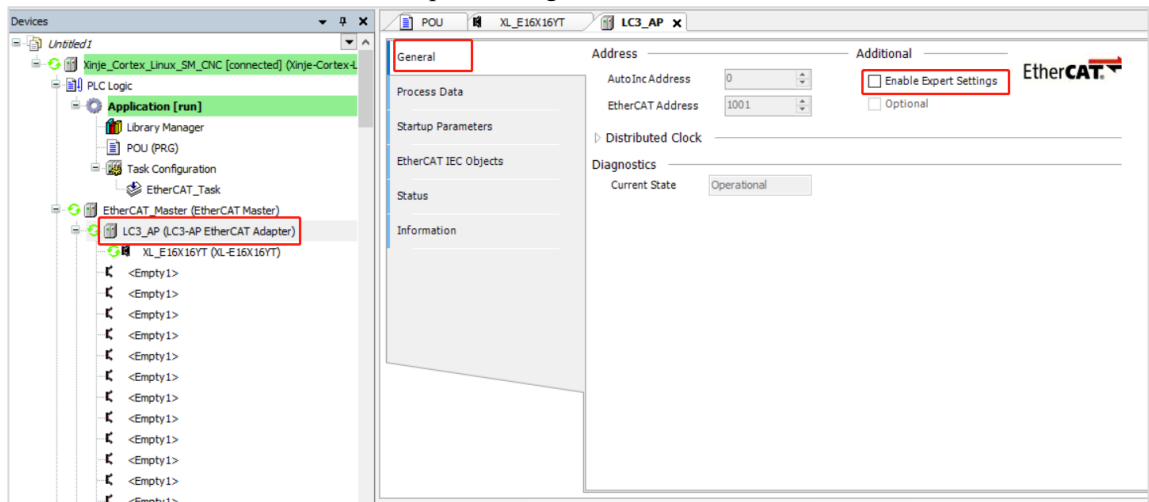 Devices
Untitled1
Xinje_Cortex_Linux_SM_CNC [connected] (Xinje-Cortex-L
PLC Logic
Application [run]
Library Manager
POU (PRG)
Task Configuration
EtherCAT_Task
EtherCAT_Master (EtherCAT Master)
LC3_AP (LC3-AP EtherCAT Adapter)
XL_E16X16YT (XL-E16X16YT)
<Empty1>
<Empty1>
<Empty1>
<Empty1>
<Empty1>
<Empty1>
<Empty1>
<Empty1>
<Empty1>
<Empty1>
<Empty1>
<Empty1>
POU XL_E16X16YT LC3_AP
General
Process Data
Startup Parameters
EtherCAT IEC Objects
Status
Information
Address
AutoInc Address 0
EtherCAT Address 1001
Distributed Clock
Diagnostics
Current State Operational
Additional
Enable Expert Settings
Optional
EtherCAT.